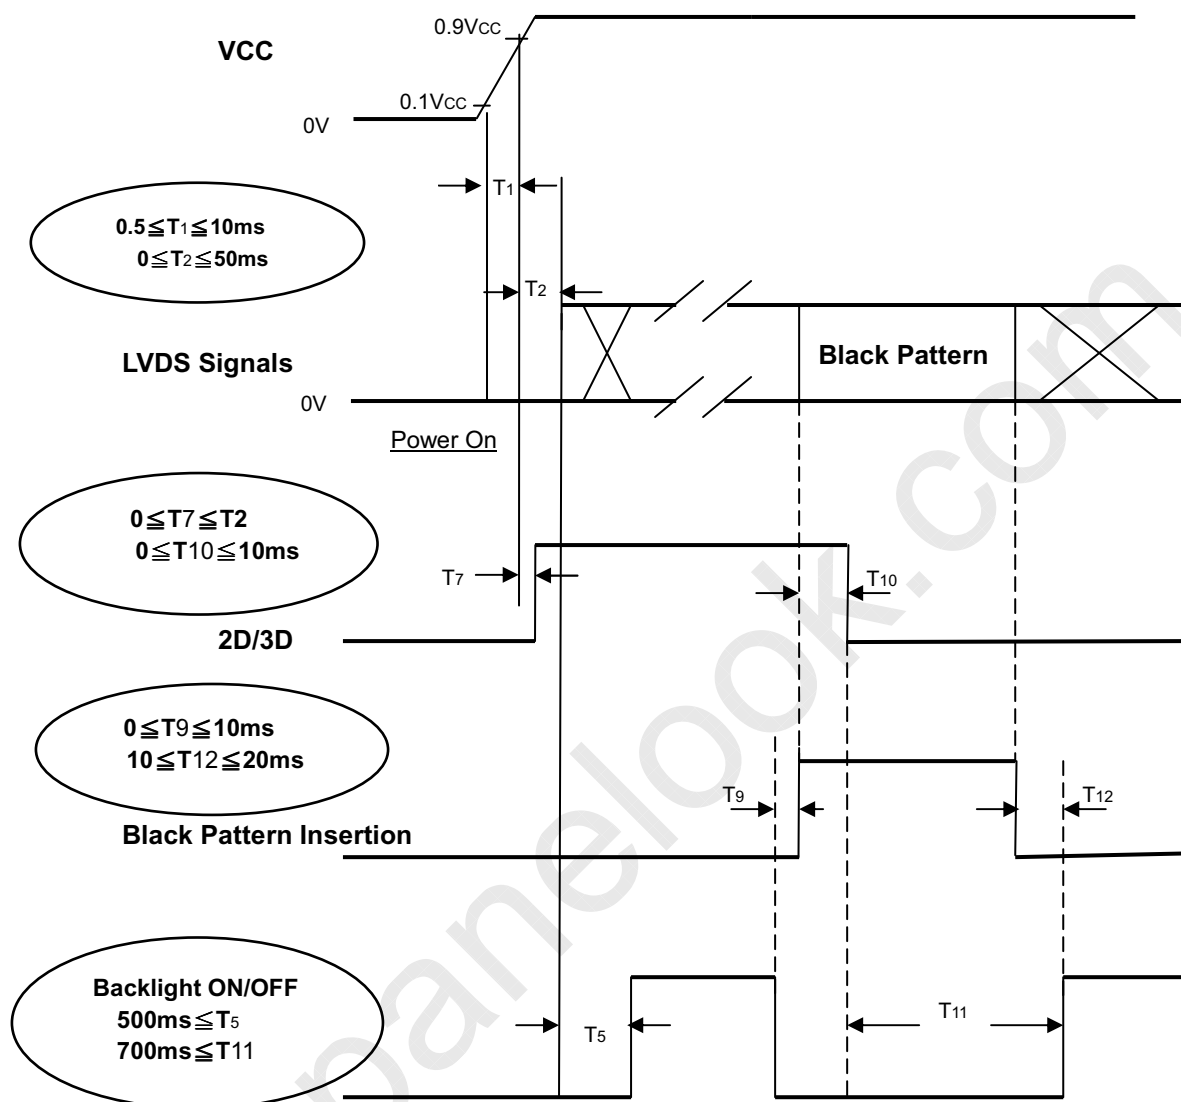 0.9Vcc
VCC
0.1Vcc
0V
T1
0.5≦T1≦10ms
0≦T2≦50ms
T2
LVDS Signals
Black Pattern
0V
Power On
0≦T7≦T2
0≦T10≦10ms
T7
T10
2D/3D
0≦T9≦10ms
10≦T12≦20ms
T9
T12
Black Pattern Insertion
Backlight ON/OFF
500ms≦T5
700ms≦T11
T5
T11
panelook.com